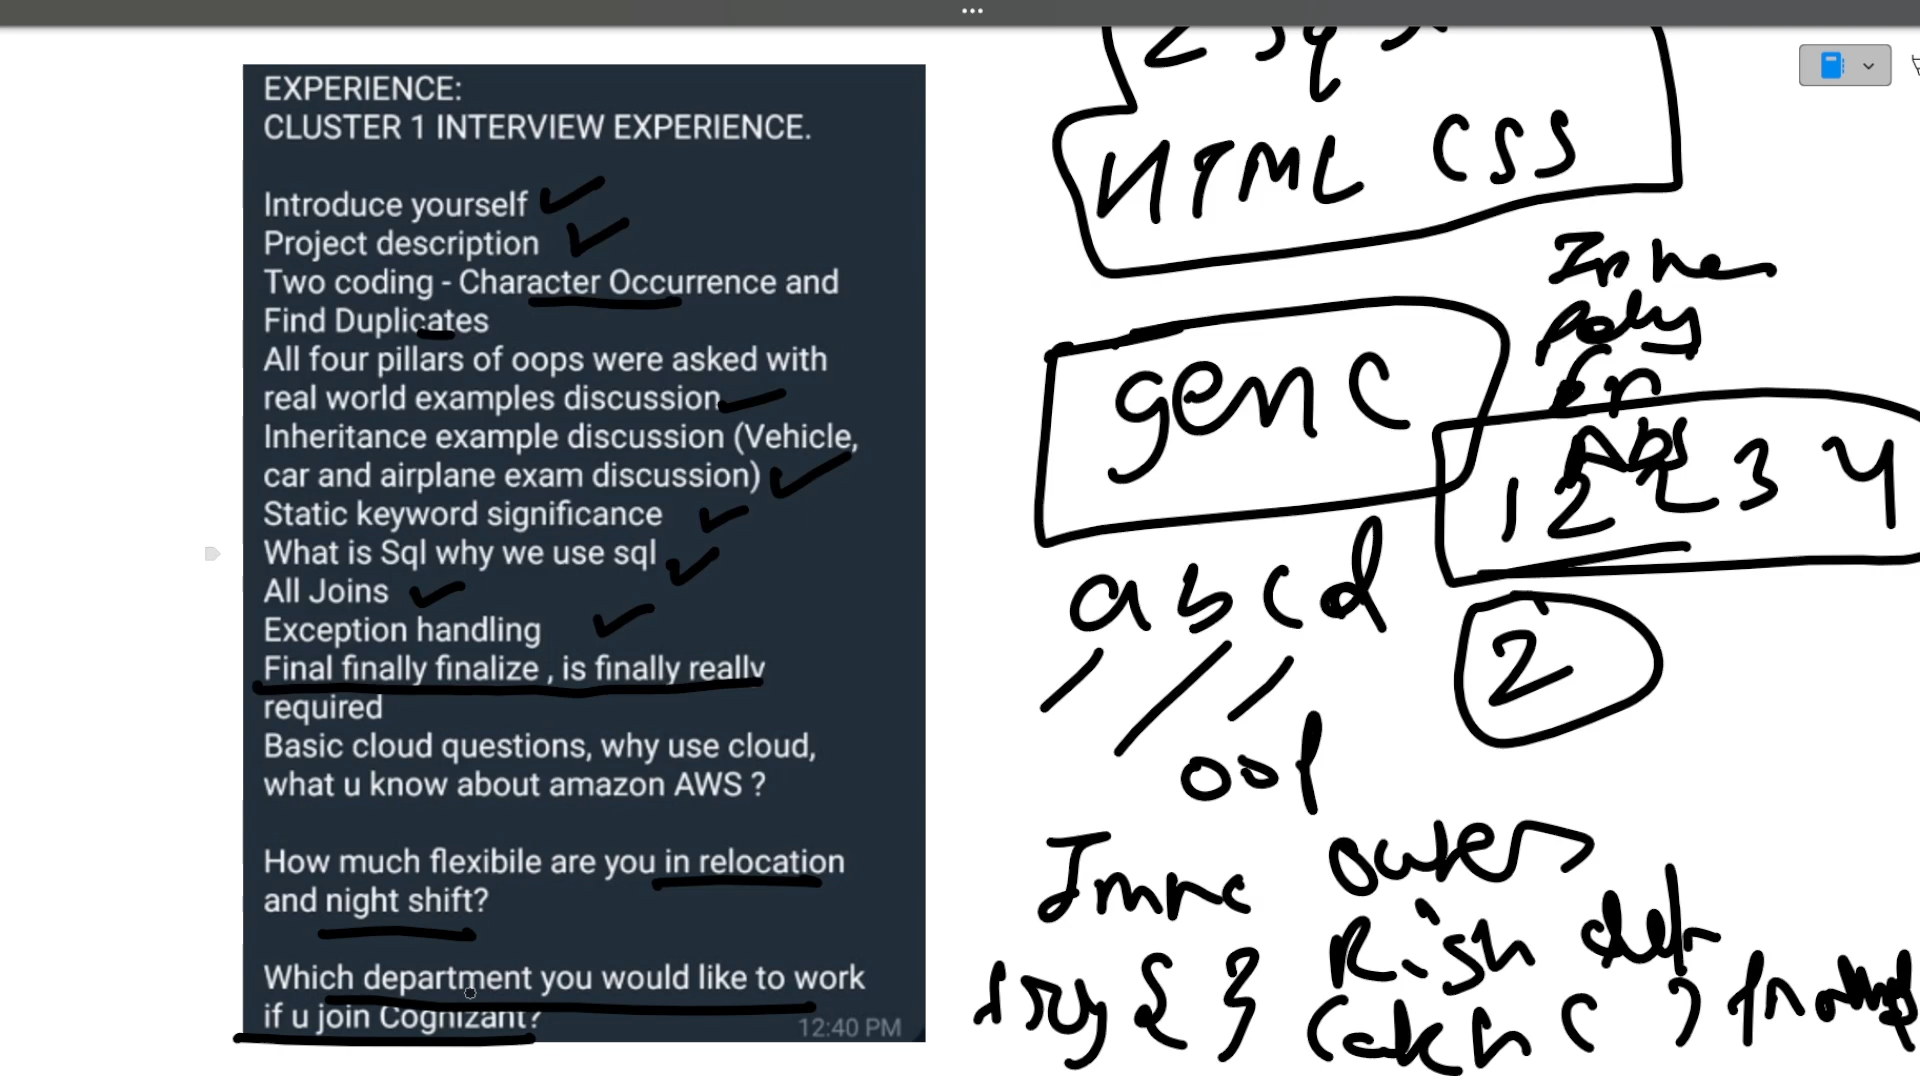 EXPERIENCE:
CLUSTER 1 INTERVIEW EXPERIENCE.
Introduce yourself
Project description
Two coding - Character Occurrence and
Find Duplicates
All four pillars of oops were asked with
real world examples discussion
Inheritance example discussion (Vehicle,
car and airplane exam discussion)
Static keyword significance
What is Sql why we use sql
All Joins
Exception handling
Final finally finalize , is finally really
required
Basic cloud questions, why use cloud,
what u know about amazon AWS ?
How much flexibile are you in relocation
and night shift?
Which department you would like to work
if u join Cognizant?
12:40 PM
HTML CSS
Inhe
poly
En
Abs
genc
1 2 2 3 4
abcd
2
oop
outer
try { } catch ( )